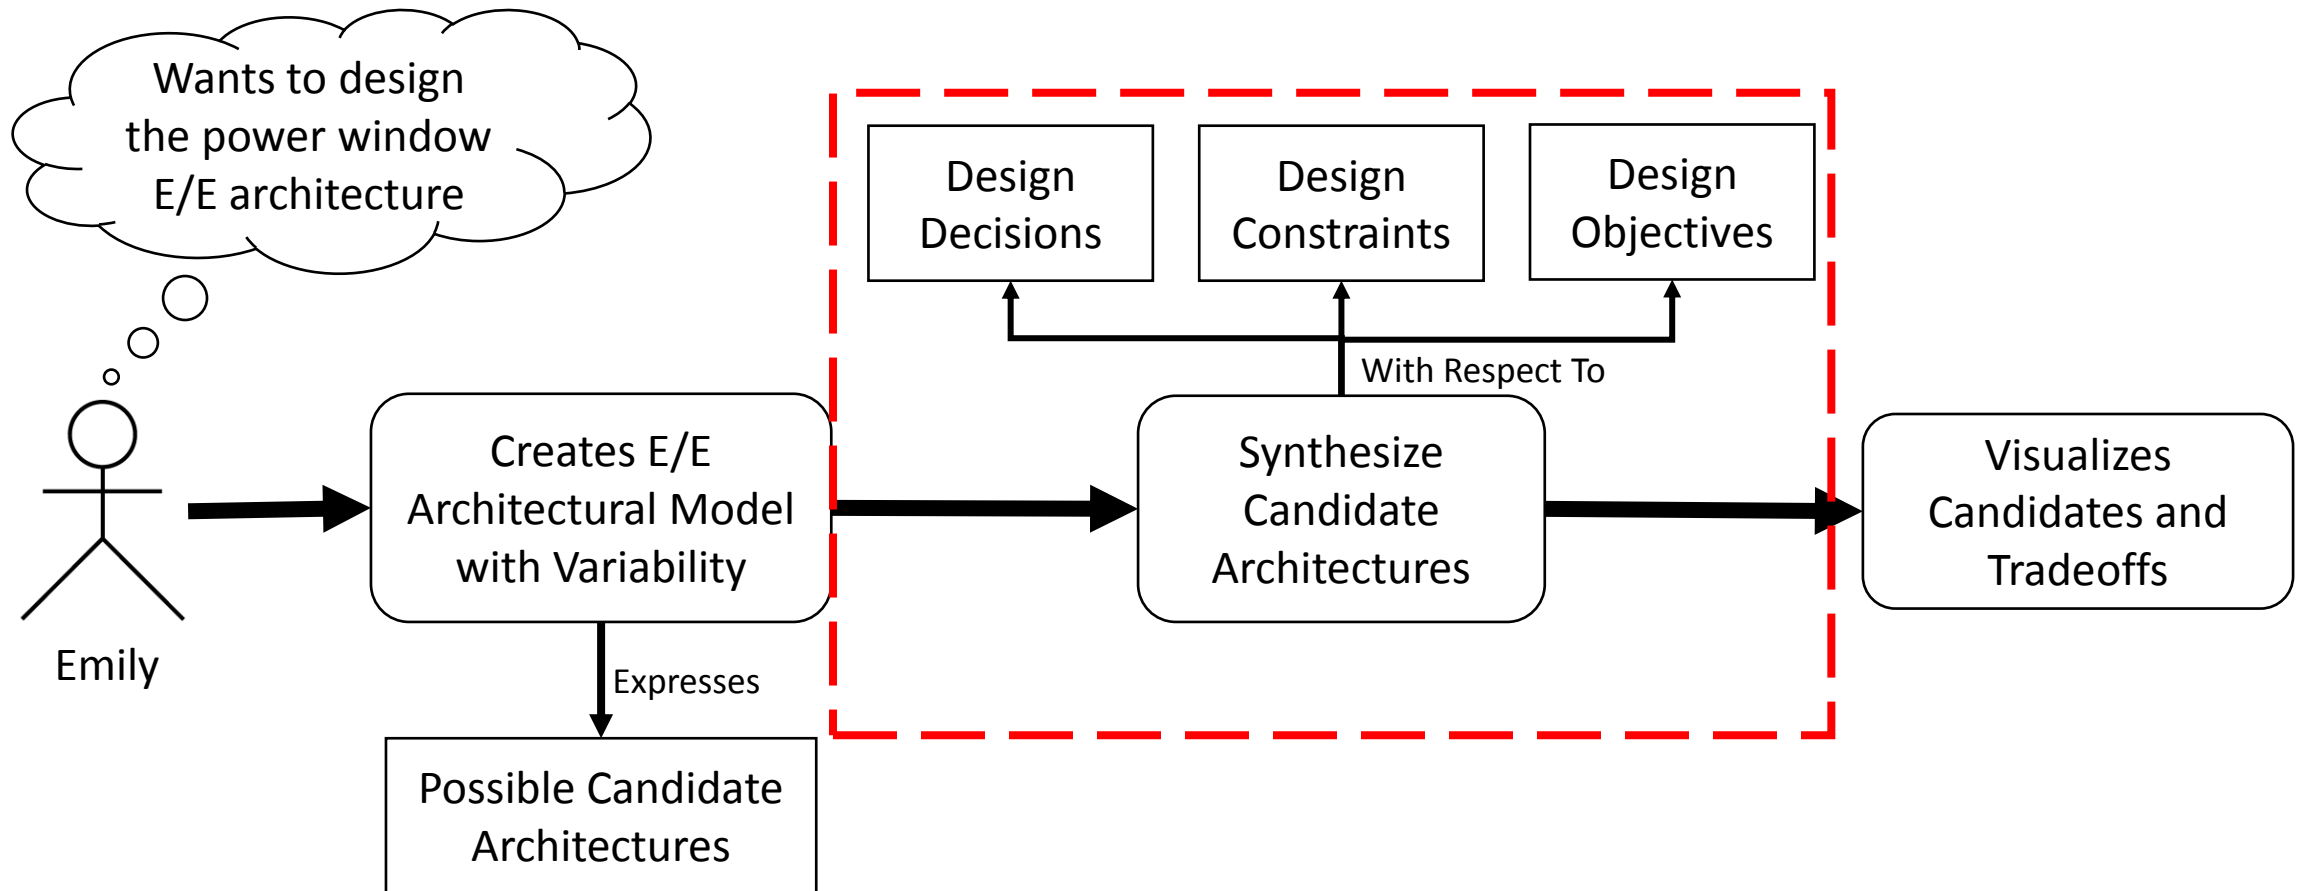 Wants to design
the power window
E/E architecture
Emily
Creates E/E
Architectural Model
with Variability
Expresses
Possible Candidate
Architectures
Design
Decisions
Design
Constraints
Design
Objectives
With Respect To
Synthesize
Candidate
Architectures
Visualizes
Candidates and
Tradeoffs